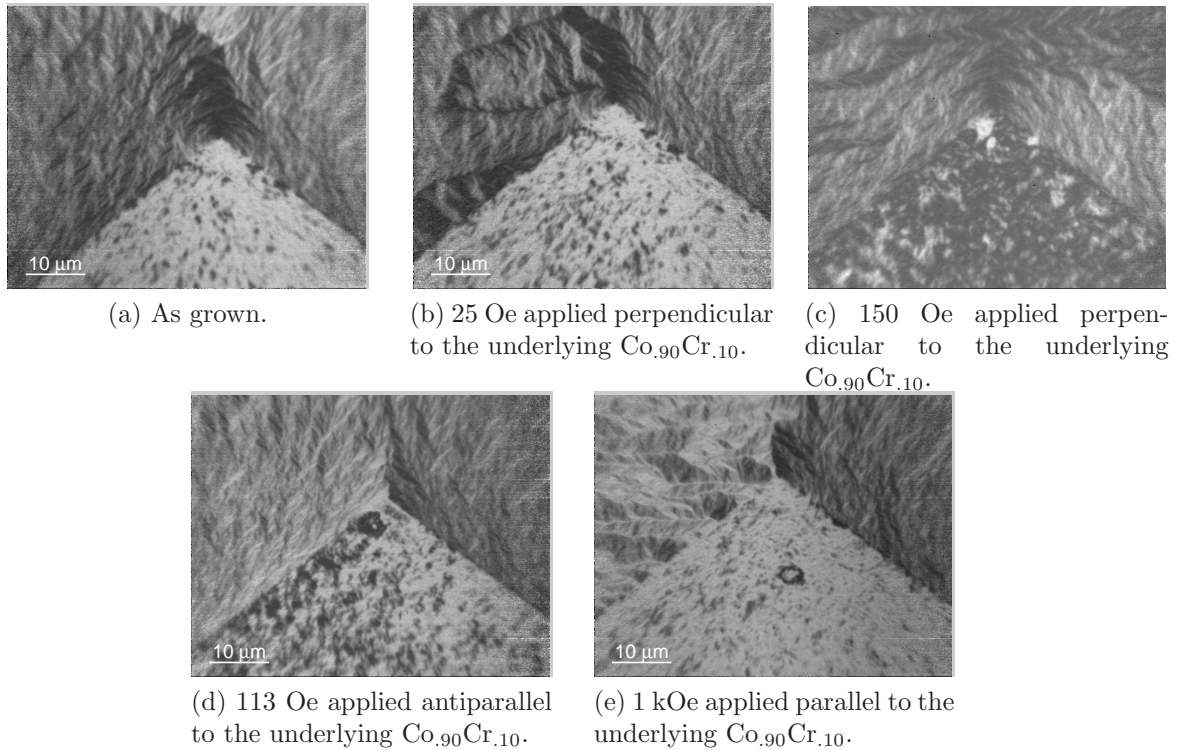 10 μm
10 μm
(a) As grown.
(b) 25 Oe applied perpendicular
to the underlying Co.90Cr.10.
(c) 150 Oe applied perpen-
dicular to the underlying
Co.90Cr.10.
10 μm
10 μm
(d) 113 Oe applied antiparallel
to the underlying Co.90Cr.10.
(e) 1 kOe applied parallel to the
underlying Co.90Cr.10.